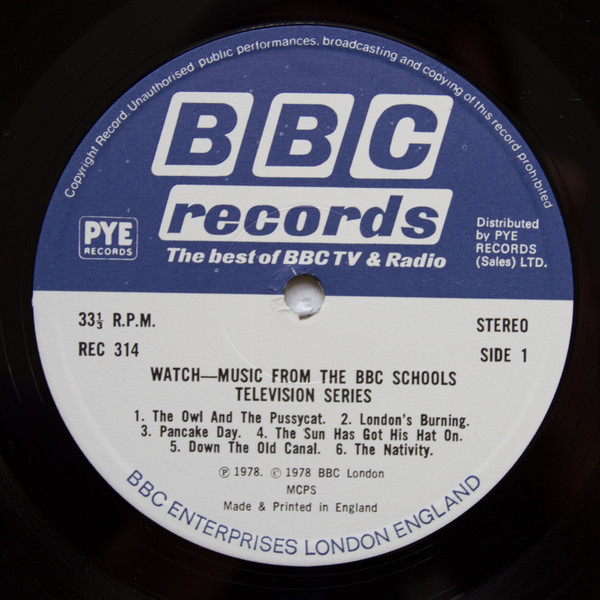 Copyright Record. Unauthorised public performances, broadcasting and copying of this record prohibited
BBC
records
The best of BBC TV & Radio
PYE
RECORDS
Distributed
by PYE
RECORDS
(Sales) LTD.
33⅓ R.P.M.
STEREO
REC 314
SIDE 1
WATCH—MUSIC FROM THE BBC SCHOOLS
TELEVISION SERIES
1. The Owl And The Pussycat. 2. London's Burning.
3. Pancake Day. 4. The Sun Has Got His Hat On.
5. Down The Old Canal. 6. The Nativity.
℗ 1978. © 1978 BBC London
MCPS
Made & Printed in England
BBC ENTERPRISES LONDON ENGLAND